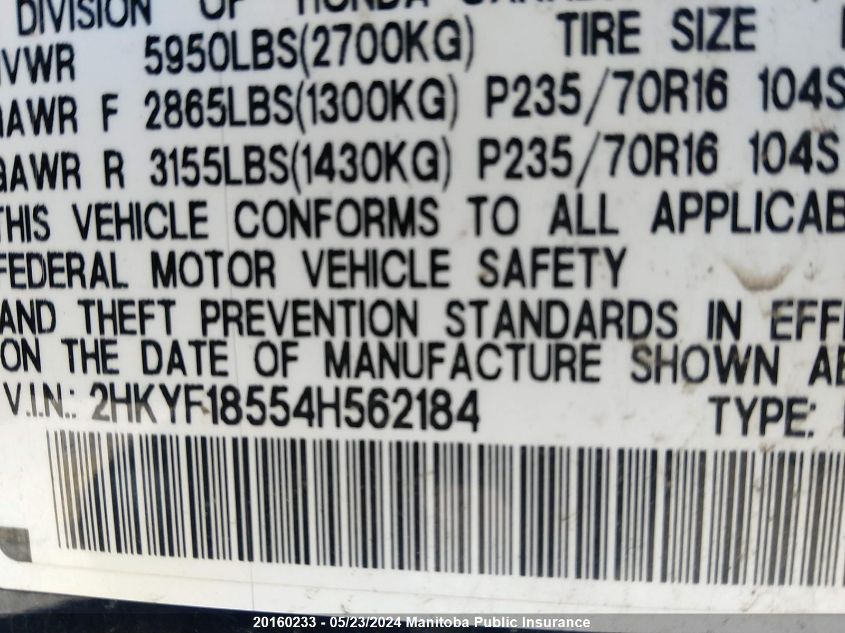 DIVISION OF HONDA
VWR 5950LBS(2700KG) TIRE SIZE
AWR F 2865LBS(1300KG) P235/70R16 104S
GAWR R 3155LBS(1430KG) P235/70R16 104S
THIS VEHICLE CONFORMS TO ALL APPLICAB
FEDERAL MOTOR VEHICLE SAFETY
AND THEFT PREVENTION STANDARDS IN EFF
ON THE DATE OF MANUFACTURE SHOWN AB
V.I.N.: 2HKYF18554H562184 TYPE:
20160233 - 05/23/2024 Manitoba Public Insurance